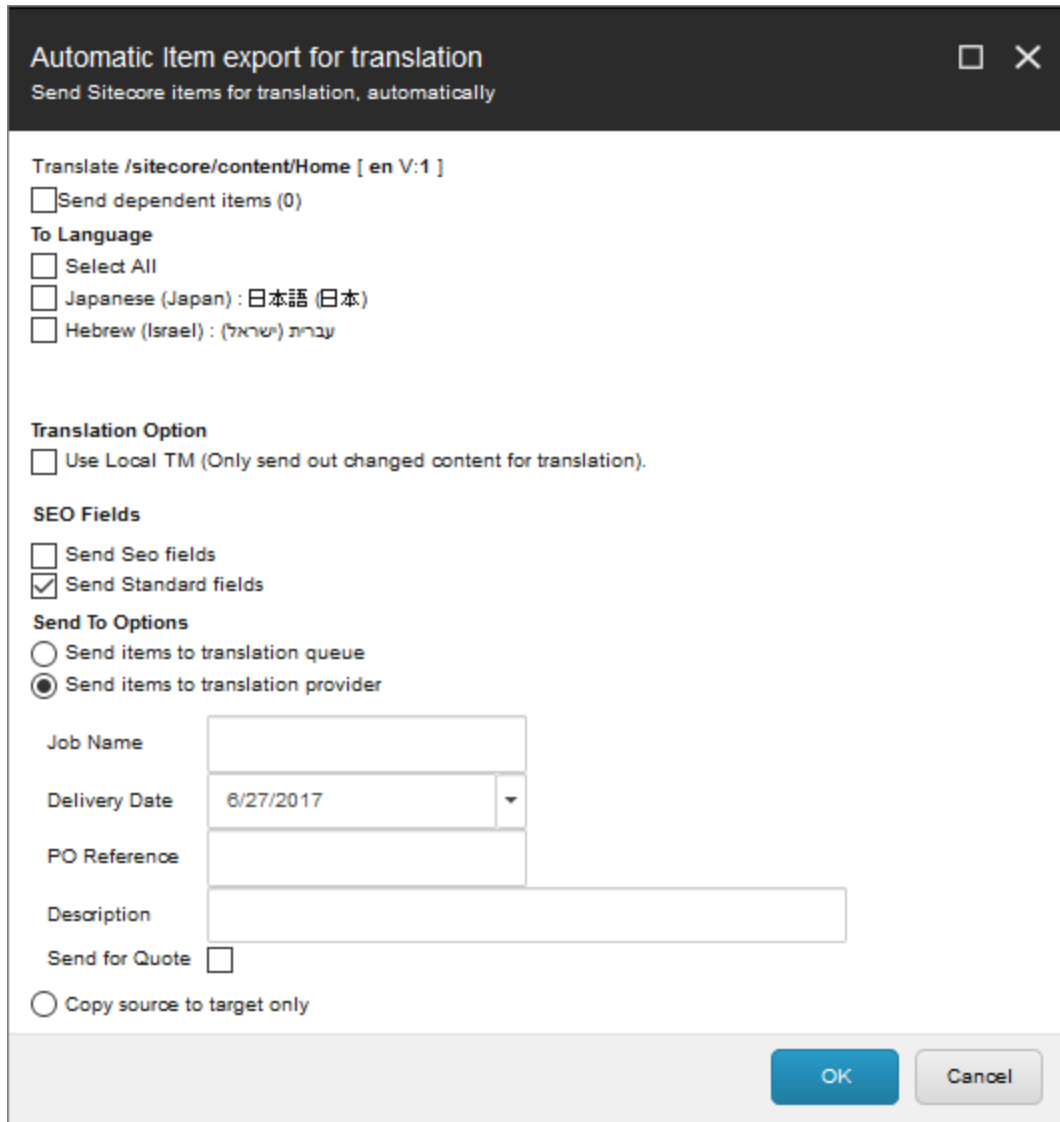 Automatic Item export for translation
Send Sitecore items for translation, automatically
Translate /sitecore/content/Home [ en V:1 ]
Send dependent items (0)
To Language
Select All
Japanese (Japan) : 日本語 (日本)
Hebrew (Israel) : עברית (ישראל)
Translation Option
Use Local TM (Only send out changed content for translation).
SEO Fields
Send Seo fields
Send Standard fields
Send To Options
Send items to translation queue
Send items to translation provider
Job Name
Delivery Date 6/27/2017
PO Reference
Description
Send for Quote
Copy source to target only
OK Cancel